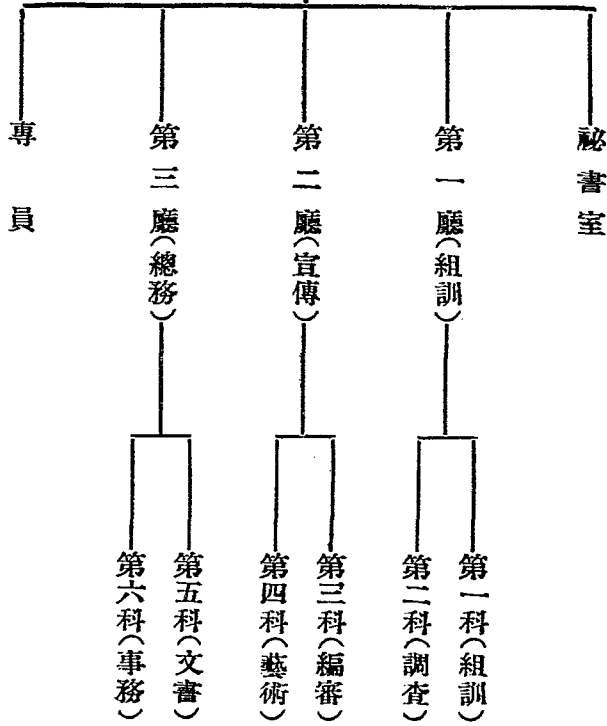 祕書室
第一廳（組訓）
第二廳（宣傳）
第三廳（總務）
專員
第一科（組訓）
第二科（調查）
第三科（編審）
第四科（藝術）
第五科（文書）
第六科（事務）